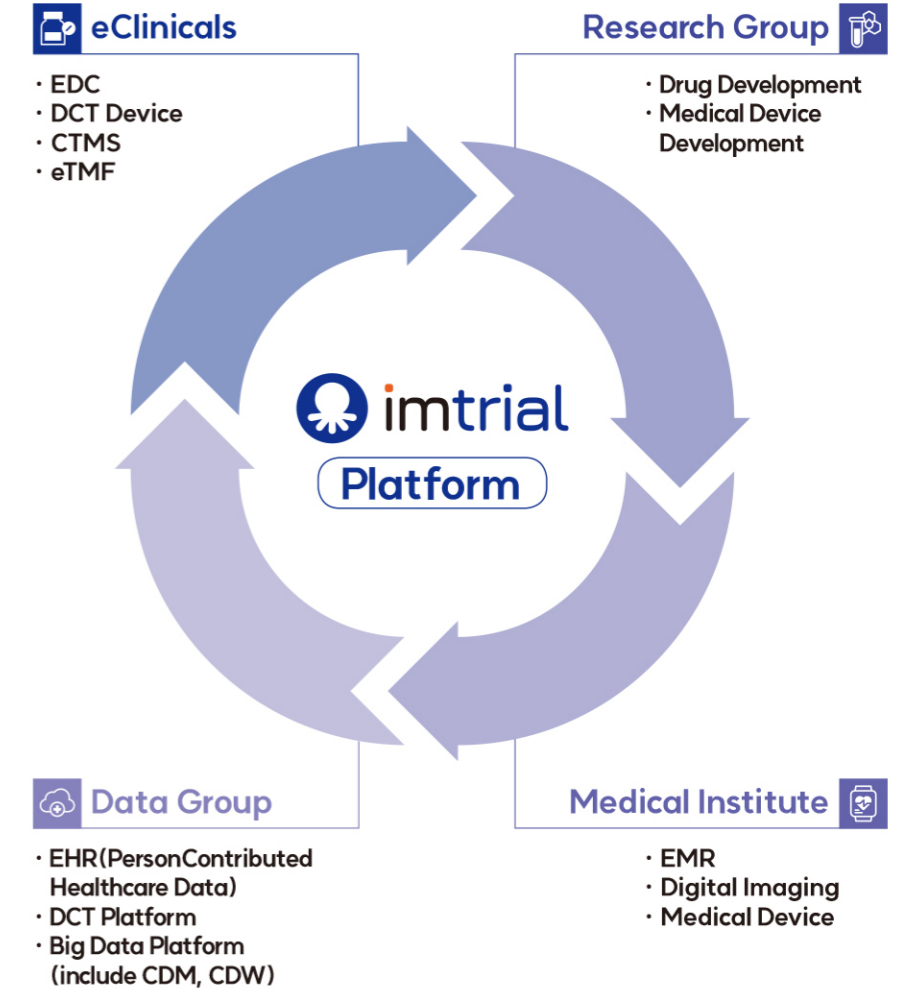 eClinicals
· EDC
· DCT Device
· CTMS
· eTMF
Research Group
· Drug Development
· Medical Device
Development
imtrial
Platform
Data Group
· EHR(PersonContributed
Healthcare Data)
· DCT Platform
· Big Data Platform
(include CDM, CDW)
Medical Institute
· EMR
· Digital Imaging
· Medical Device